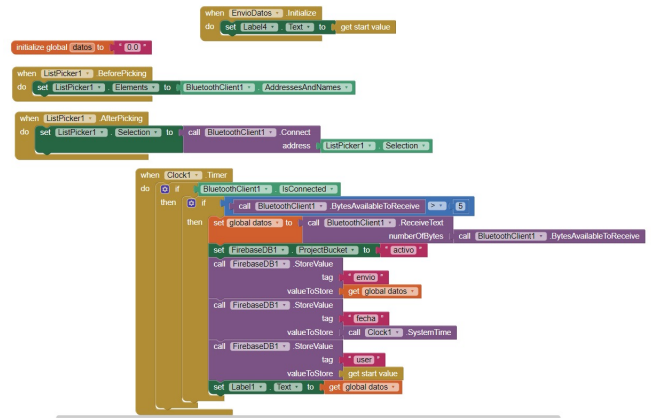 when EnvioDatos .Initialize
do set Label4 . Text to get start value
initialize global datos to " 0.0 "
when ListPicker1 .BeforePicking
do set ListPicker1 . Elements to BluetoothClient1 . AddressesAndNames
when ListPicker1 .AfterPicking
do set ListPicker1 . Selection to call BluetoothClient1 .Connect
address ListPicker1 . Selection
when Clock1 .Timer
do if BluetoothClient1 . IsConnected
then if call BluetoothClient1 .BytesAvailableToReceive > 5
then set global datos to call BluetoothClient1 .ReceiveText
numberOfBytes call BluetoothClient1 .BytesAvailableToReceive
set FirebaseDB1 . ProjectBucket to " activo "
call FirebaseDB1 .StoreValue
tag " envio "
valueToStore get global datos
call FirebaseDB1 .StoreValue
tag " fecha "
valueToStore call Clock1 .SystemTime
call FirebaseDB1 .StoreValue
tag " user "
valueToStore get start value
set Label1 . Text to get global datos